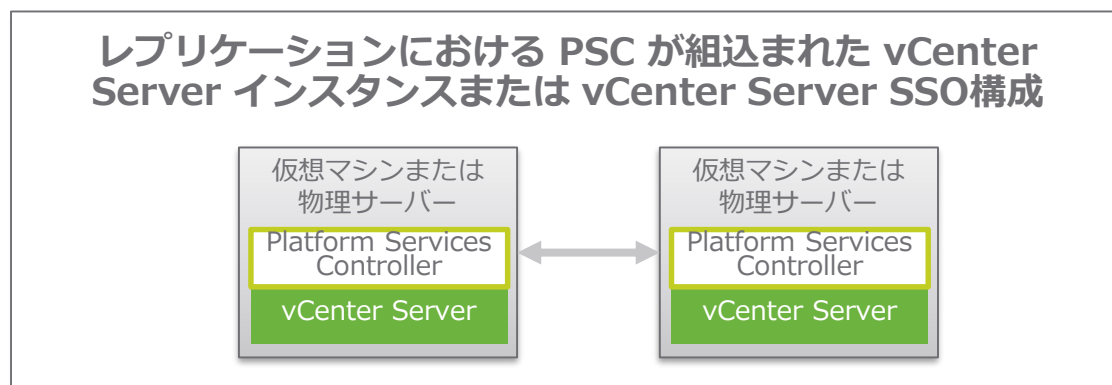 レプリケーションにおける PSC が組込まれた vCenter
Server インスタンスまたは vCenter Server SSO構成
仮想マシンまたは
物理サーバー
Platform Services
Controller
vCenter Server
仮想マシンまたは
物理サーバー
Platform Services
Controller
vCenter Server